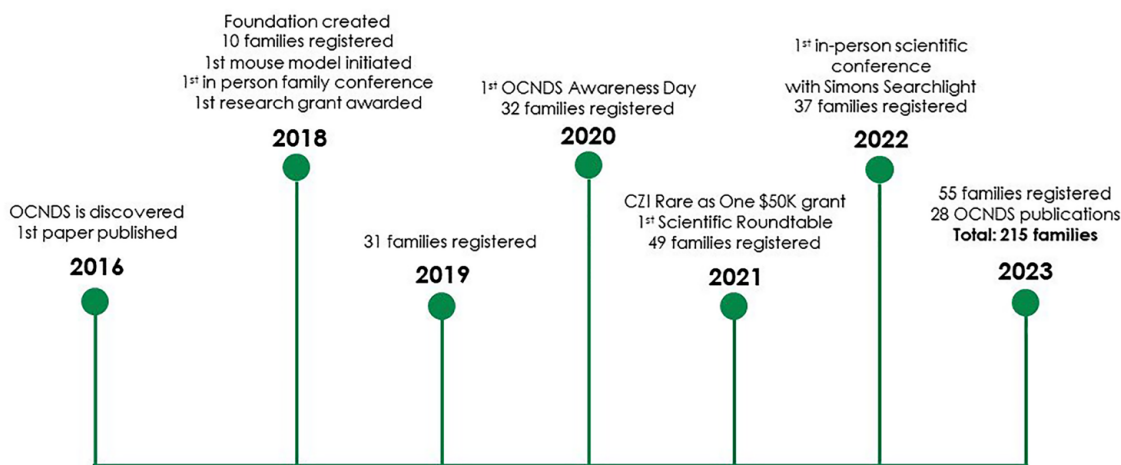 OCNDS is discovered
1st paper published
2016
Foundation created
10 families registered
1st mouse model initiated
1st in person family conference
1st research grant awarded
2018
31 families registered
2019
1st OCNDS Awareness Day
32 families registered
2020
CZI Rare as One $50K grant
1st Scientific Roundtable
49 families registered
2021
1st in-person scientific
conference
with Simons Searchlight
37 families registered
2022
55 families registered
28 OCNDS publications
Total: 215 families
2023